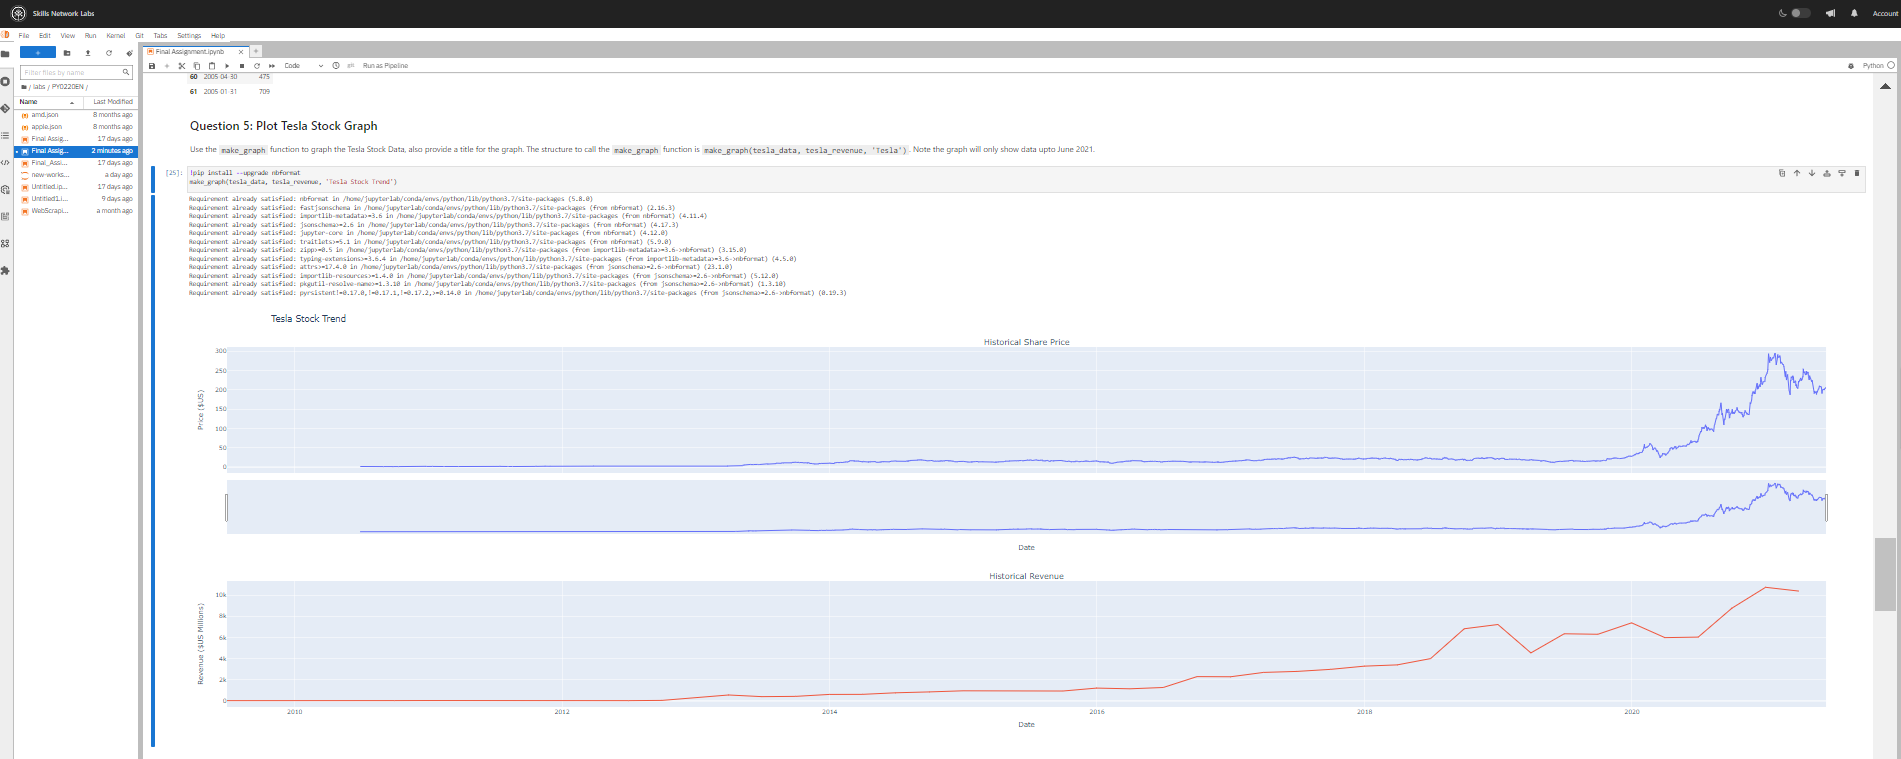 Skills Network Labs
Account
File Edit View Run Kernel Git Tabs Settings Help
Filter files by name
/ labs / PY0220EN /
Name Last Modified
amd.json 8 months ago
apple.json 8 months ago
Final Assig... 17 days ago
Final Assig... 2 minutes ago
Final_Assi... 17 days ago
new-works... a day ago
Untitled.ip... 17 days ago
Untitled1.i... 9 days ago
WebScrapi... a month ago
Final Assignment.ipynb
Code Run as Pipeline Python
60 2005-04-30 475
61 2005-01-31 709
Question 5: Plot Tesla Stock Graph
Use the make_graph function to graph the Tesla Stock Data, also provide a title for the graph. The structure to call the make_graph function is make_graph(tesla_data, tesla_revenue, 'Tesla'). Note the graph will only show data upto June 2021.
[25]: !pip install --upgrade nbformat
make_graph(tesla_data, tesla_revenue, 'Tesla Stock Trend')
Requirement already satisfied: nbformat in /home/jupyterlab/conda/envs/python/lib/python3.7/site-packages (5.8.0)
Requirement already satisfied: fastjsonschema in /home/jupyterlab/conda/envs/python/lib/python3.7/site-packages (from nbformat) (2.16.3)
Requirement already satisfied: importlib-metadata>=3.6 in /home/jupyterlab/conda/envs/python/lib/python3.7/site-packages (from nbformat) (4.11.4)
Requirement already satisfied: jsonschema>=2.6 in /home/jupyterlab/conda/envs/python/lib/python3.7/site-packages (from nbformat) (4.17.3)
Requirement already satisfied: jupyter-core in /home/jupyterlab/conda/envs/python/lib/python3.7/site-packages (from nbformat) (4.12.0)
Requirement already satisfied: traitlets>=5.1 in /home/jupyterlab/conda/envs/python/lib/python3.7/site-packages (from nbformat) (5.9.0)
Requirement already satisfied: zipp>=0.5 in /home/jupyterlab/conda/envs/python/lib/python3.7/site-packages (from importlib-metadata>=3.6->nbformat) (3.15.0)
Requirement already satisfied: typing-extensions>=3.6.4 in /home/jupyterlab/conda/envs/python/lib/python3.7/site-packages (from importlib-metadata>=3.6->nbformat) (4.5.0)
Requirement already satisfied: attrs>=17.4.0 in /home/jupyterlab/conda/envs/python/lib/python3.7/site-packages (from jsonschema>=2.6->nbformat) (23.1.0)
Requirement already satisfied: importlib-resources>=1.4.0 in /home/jupyterlab/conda/envs/python/lib/python3.7/site-packages (from jsonschema>=2.6->nbformat) (5.12.0)
Requirement already satisfied: pkgutil-resolve-name>=1.3.10 in /home/jupyterlab/conda/envs/python/lib/python3.7/site-packages (from jsonschema>=2.6->nbformat) (1.3.10)
Requirement already satisfied: pyrsistent!=0.17.0,!=0.17.1,!=0.17.2,>=0.14.0 in /home/jupyterlab/conda/envs/python/lib/python3.7/site-packages (from jsonschema>=2.6->nbformat) (0.19.3)
Tesla Stock Trend
Historical Share Price
300
250
200
150
100
50
0
Price ($US)
Date
Historical Revenue
10k
8k
6k
4k
2k
0
Revenue ($US Millions)
2010 2012 2014 2016 2018 2020
Date